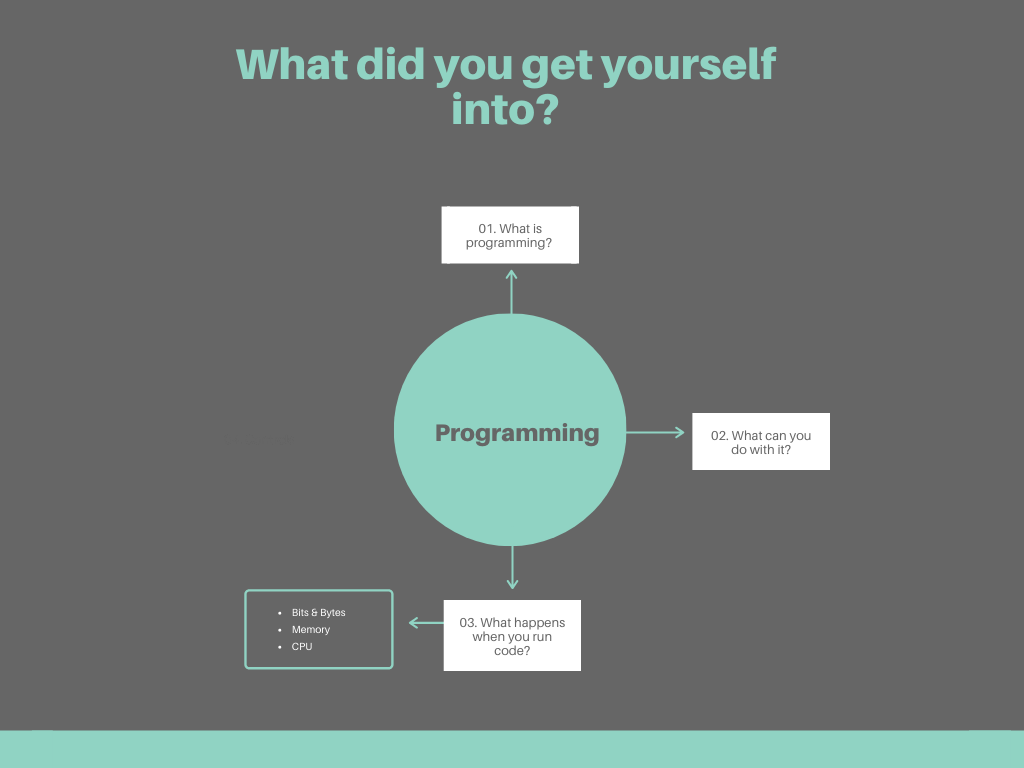 What did you get yourself
into?
01. What is
programming?
Programming
02. What can you
do with it?
• Bits & Bytes
• Memory
• CPU
03. What happens
when you run
code?